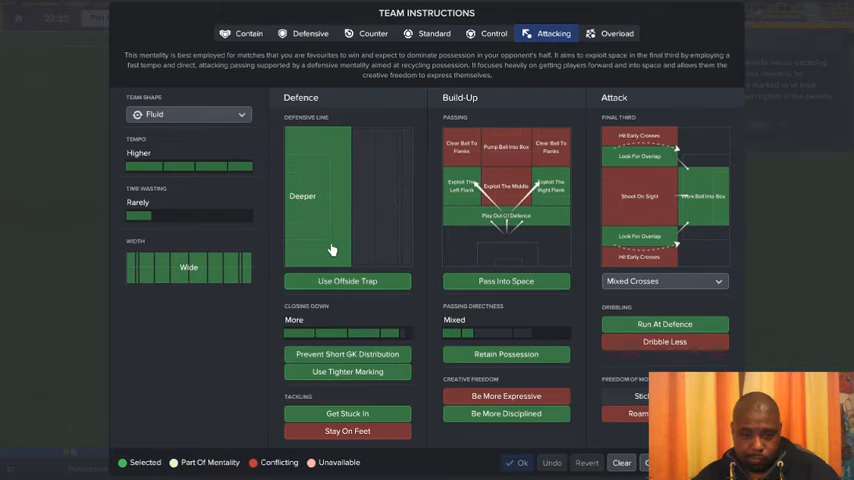 22:20
TEAM INSTRUCTIONS
Contain
Defensive
Counter
Standard
Control
Attacking
Overload
This mentality is best employed for matches that you are favourites to win and expect to dominate possession in your opponent's half. It aims to exploit space in the final third by employing a
fast tempo and direct, attacking passing supported by a defensive mentality aimed at recycling possession. It focuses heavily on getting players forward and into space and allows them the
creative freedom to express themselves.
TEAM SHAPE
Fluid
TEMPO
Higher
TIME WASTING
Rarely
WIDTH
Wide
Defence
DEFENSIVE LINE
Deeper
Use Offside Trap
CLOSING DOWN
More
Prevent Short GK Distribution
Use Tighter Marking
TACKLING
Get Stuck In
Stay On Feet
Build-Up
PASSING
Clear Ball To
Flanks
Pump Ball Into Box
Clear Ball To
Flanks
Exploit The
Left Flank
Exploit The Middle
Exploit The
Right Flank
Play Out Of Defence
Pass Into Space
PASSING DIRECTNESS
Mixed
Retain Possession
CREATIVE FREEDOM
Be More Expressive
Be More Disciplined
Attack
FINAL THIRD
Hit Early Crosses
Look For Overlap
Shoot On Sight
Work Ball Into Box
Look For Overlap
Hit Early Crosses
Mixed Crosses
DRIBBLING
Run At Defence
Dribble Less
FREEDOM OF
Stic
Roam
Selected
Part Of Mentality
Conflicting
Unavailable
Ok
Undo
Revert
Clear